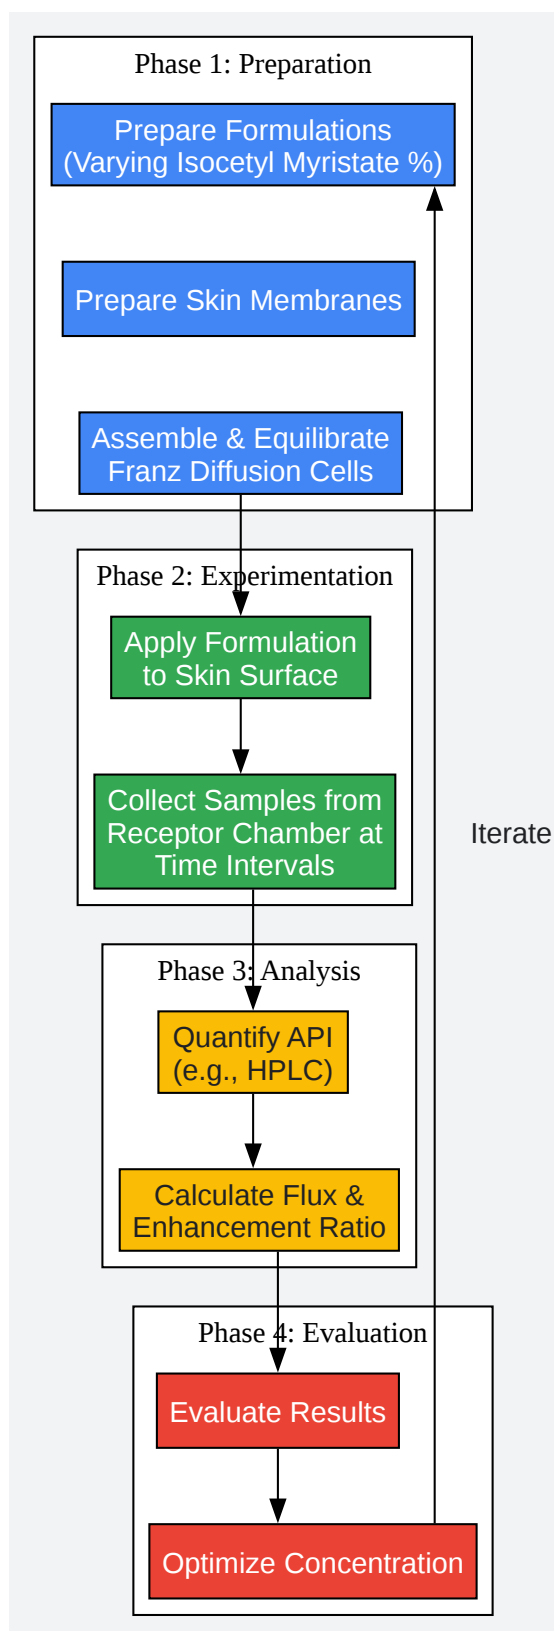 Phase 1: Preparation
Prepare Formulations
(Varying Isocetyl Myristate %)
Prepare Skin Membranes
Assemble & Equilibrate
Franz Diffusion Cells
Phase 2: Experimentation
Apply Formulation
to Skin Surface
Collect Samples from
Receptor Chamber at
Time Intervals
Iterate
Phase 3: Analysis
Quantify API
(e.g., HPLC)
Calculate Flux &
Enhancement Ratio
Phase 4: Evaluation
Evaluate Results
Optimize Concentration